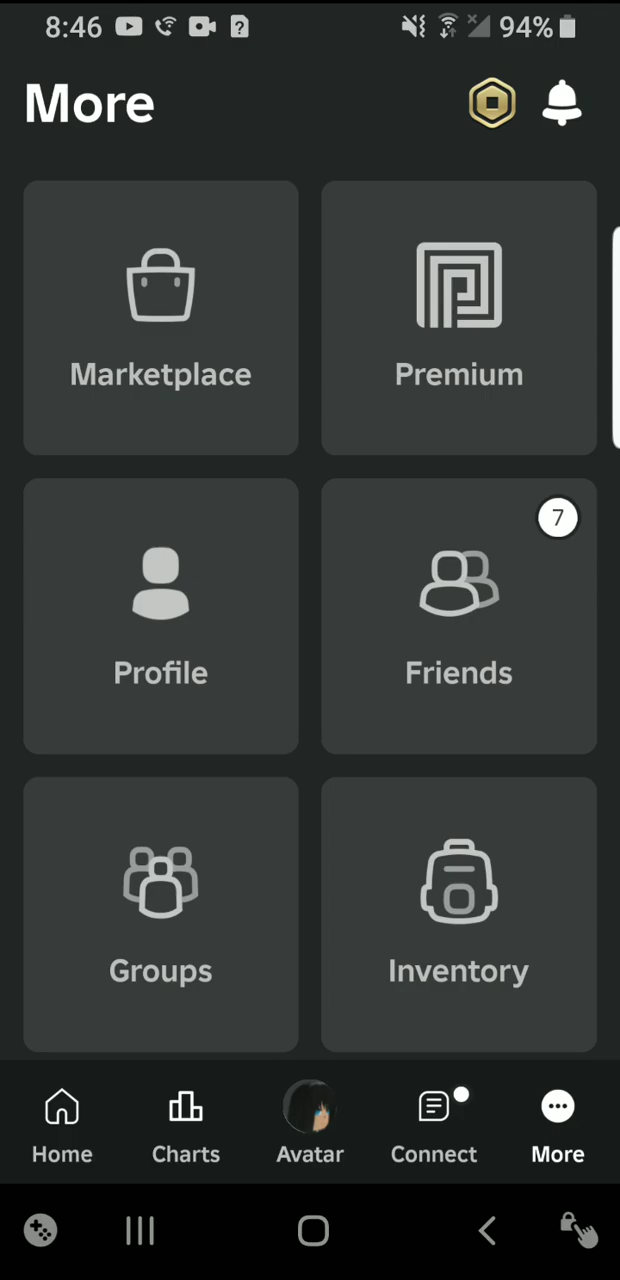 8:46 94%
More
Marketplace Premium
7
Profile Friends
Groups Inventory
Home Charts Avatar Connect More